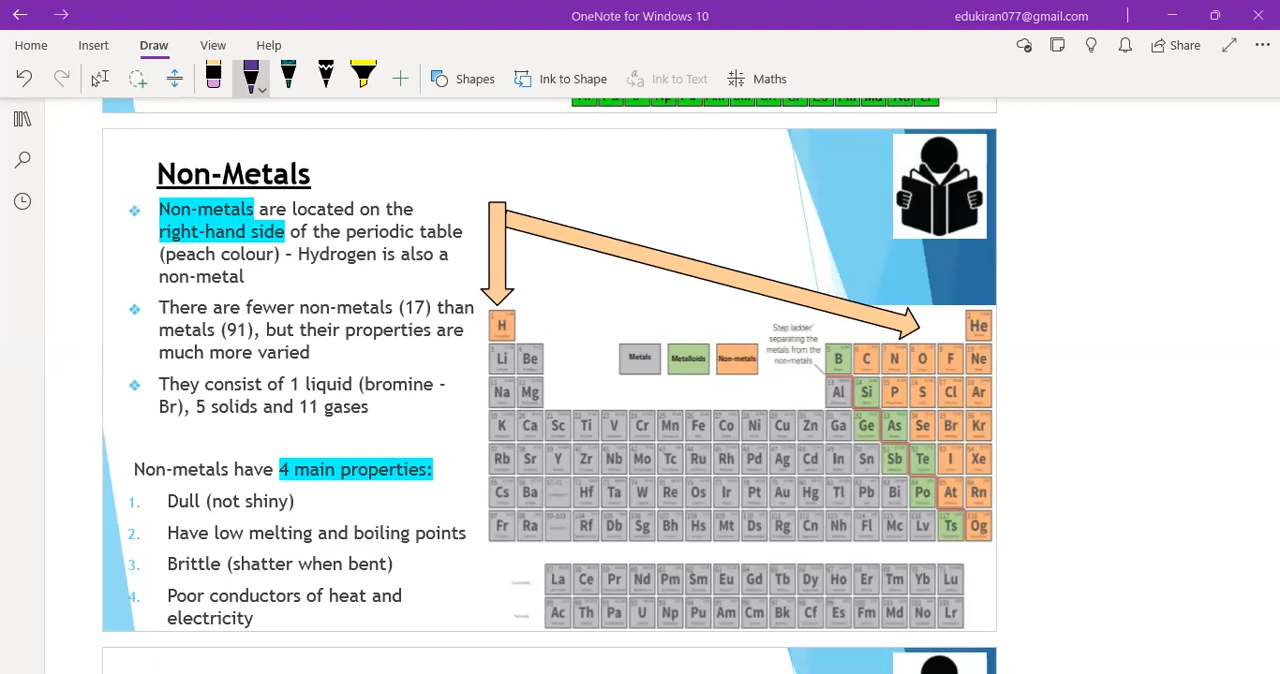 OneNote for Windows 10
edukiran077@gmail.com
Home Insert Draw View Help
Share
Shapes Ink to Shape Ink to Text Maths
Non-Metals
❖ Non-metals are located on the
right-hand side of the periodic table
(peach colour) – Hydrogen is also a
non-metal
❖ There are fewer non-metals (17) than
metals (91), but their properties are
much more varied
❖ They consist of 1 liquid (bromine -
Br), 5 solids and 11 gases
Non-metals have 4 main properties:
1. Dull (not shiny)
2. Have low melting and boiling points
3. Brittle (shatter when bent)
4. Poor conductors of heat and
electricity
Step ladder'
separating the
metals from the
non-metals
Metals Metalloids Non-metals
H He
Li Be B C N O F Ne
Na Mg Al Si P S Cl Ar
K Ca Sc Ti V Cr Mn Fe Co Ni Cu Zn Ga Ge As Se Br Kr
Rb Sr Y Zr Nb Mo Tc Ru Rh Pd Ag Cd In Sn Sb Te I Xe
Cs Ba Hf Ta W Re Os Ir Pt Au Hg Tl Pb Bi Po At Rn
Fr Ra Rf Db Sg Bh Hs Mt Ds Rg Cn Nh Fl Mc Lv Ts Og
La Ce Pr Nd Pm Sm Eu Gd Tb Dy Ho Er Tm Yb Lu
Ac Th Pa U Np Pu Am Cm Bk Cf Es Fm Md No Lr